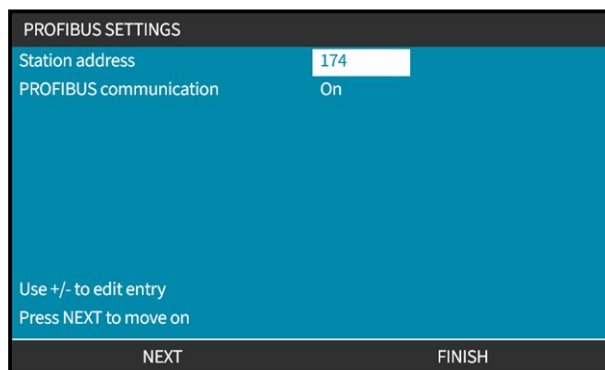 PROFIBUS SETTINGS
Station address 174
PROFIBUS communication On
Use +/- to edit entry
Press NEXT to move on
NEXT FINISH